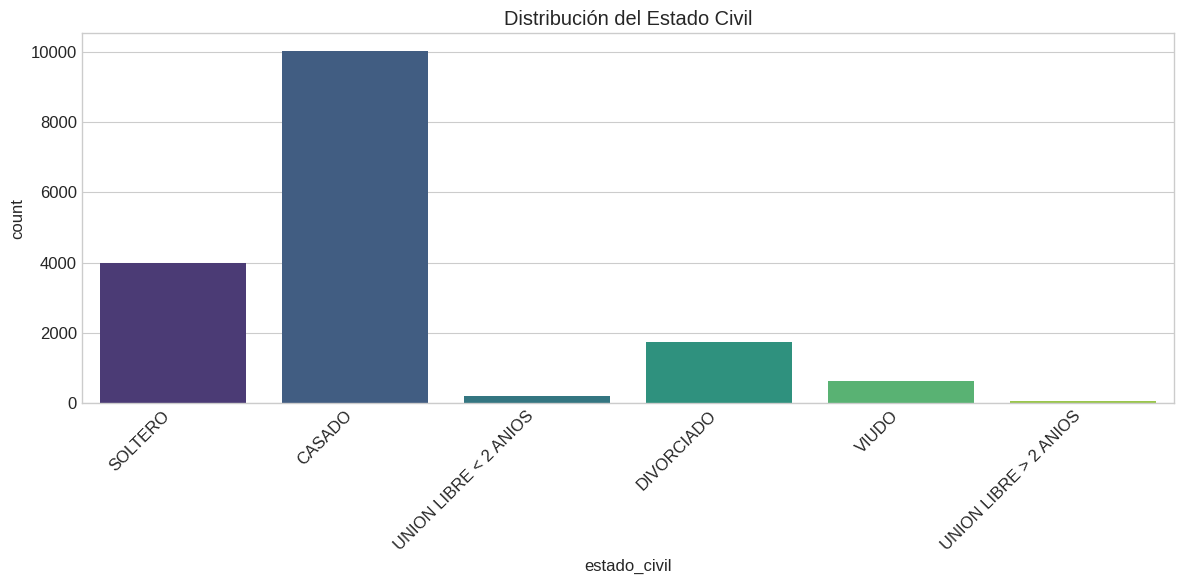 Distribución del Estado Civil
10000
8000
6000
4000
2000
0
count
SOLTERO
CASADO
UNION LIBRE < 2 ANIOS
DIVORCIADO
VIUDO
UNION LIBRE > 2 ANIOS
estado_civil